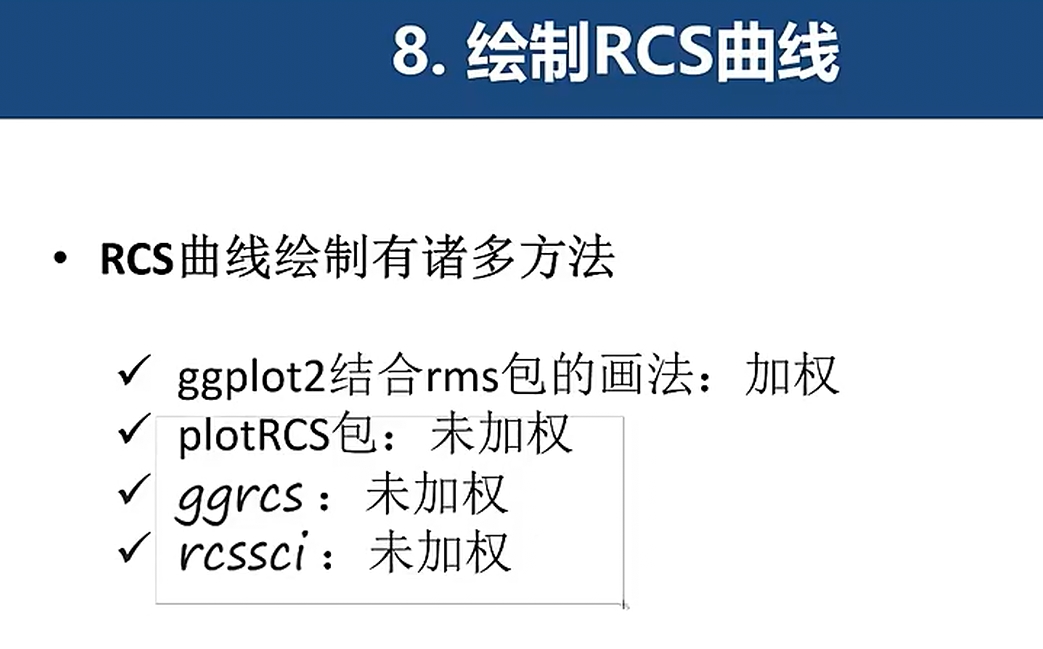 8. 绘制RCS曲线
• RCS曲线绘制有诸多方法
✓ ggplot2结合rms包的画法：加权
✓ plotRCS包：未加权
✓ ggrcs：未加权
✓ rcssci：未加权